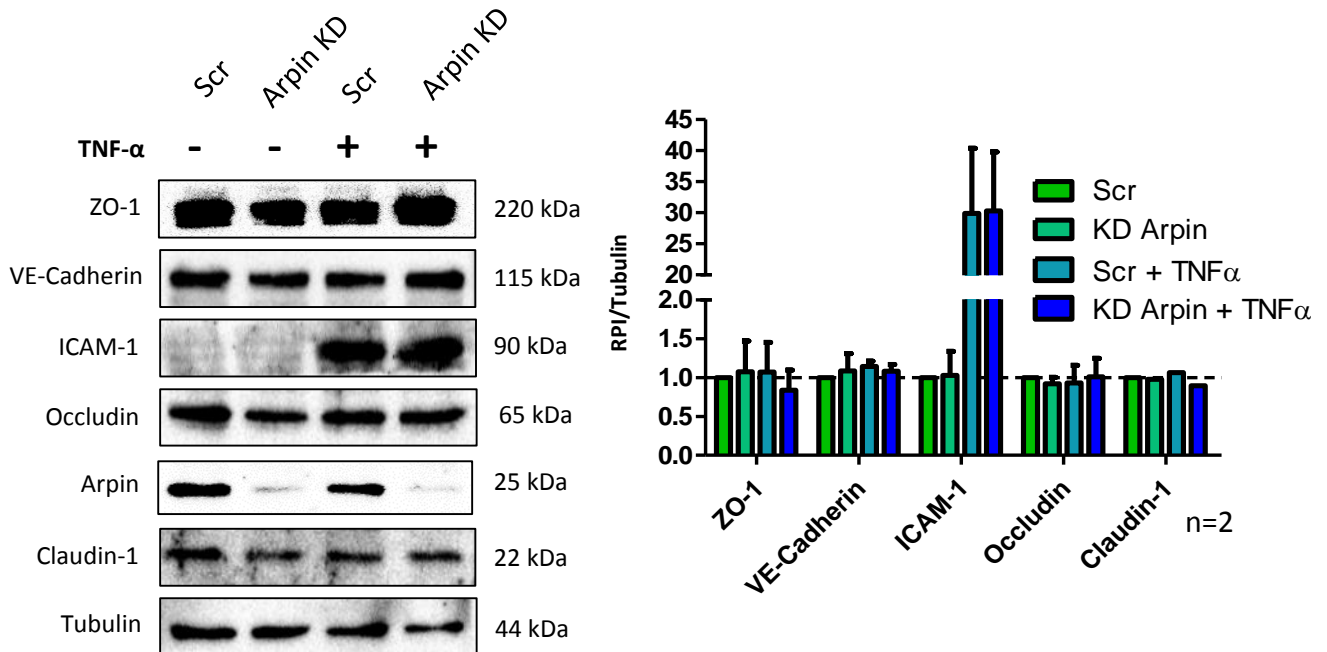 Scr Arpin KD Scr Arpin KD
TNF-α - - + +
ZO-1 220 kDa
VE-Cadherin 115 kDa
ICAM-1 90 kDa
Occludin 65 kDa
Arpin 25 kDa
Claudin-1 22 kDa
Tubulin 44 kDa
RPI/Tubulin
45
40
35
30
25
20
2.0
1.5
1.0
0.5
0.0
Scr
KD Arpin
Scr + TNFα
KD Arpin + TNFα
ZO-1 VE-Cadherin ICAM-1 Occludin Claudin-1
n=2